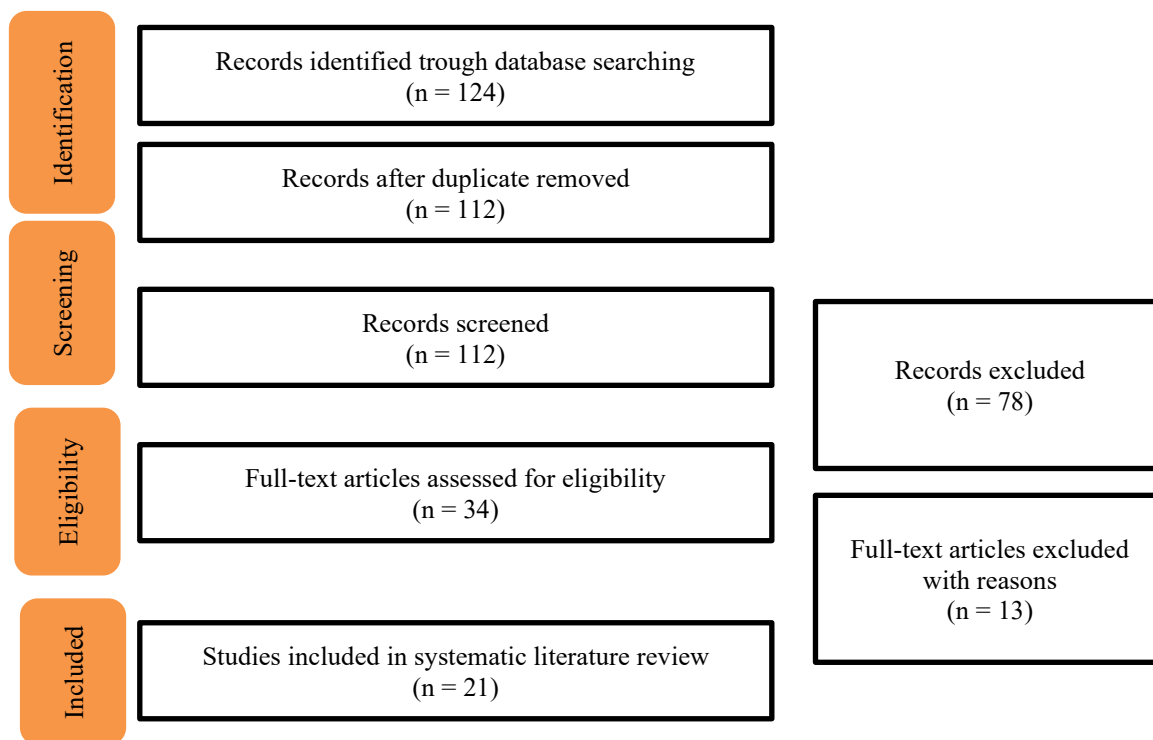 Identification
Records identified trough database searching
(n = 124)
Records after duplicate removed
(n = 112)
Screening
Records screened
(n = 112)
Records excluded
(n = 78)
Eligibility
Full-text articles assessed for eligibility
(n = 34)
Full-text articles excluded
with reasons
(n = 13)
Included
Studies included in systematic literature review
(n = 21)